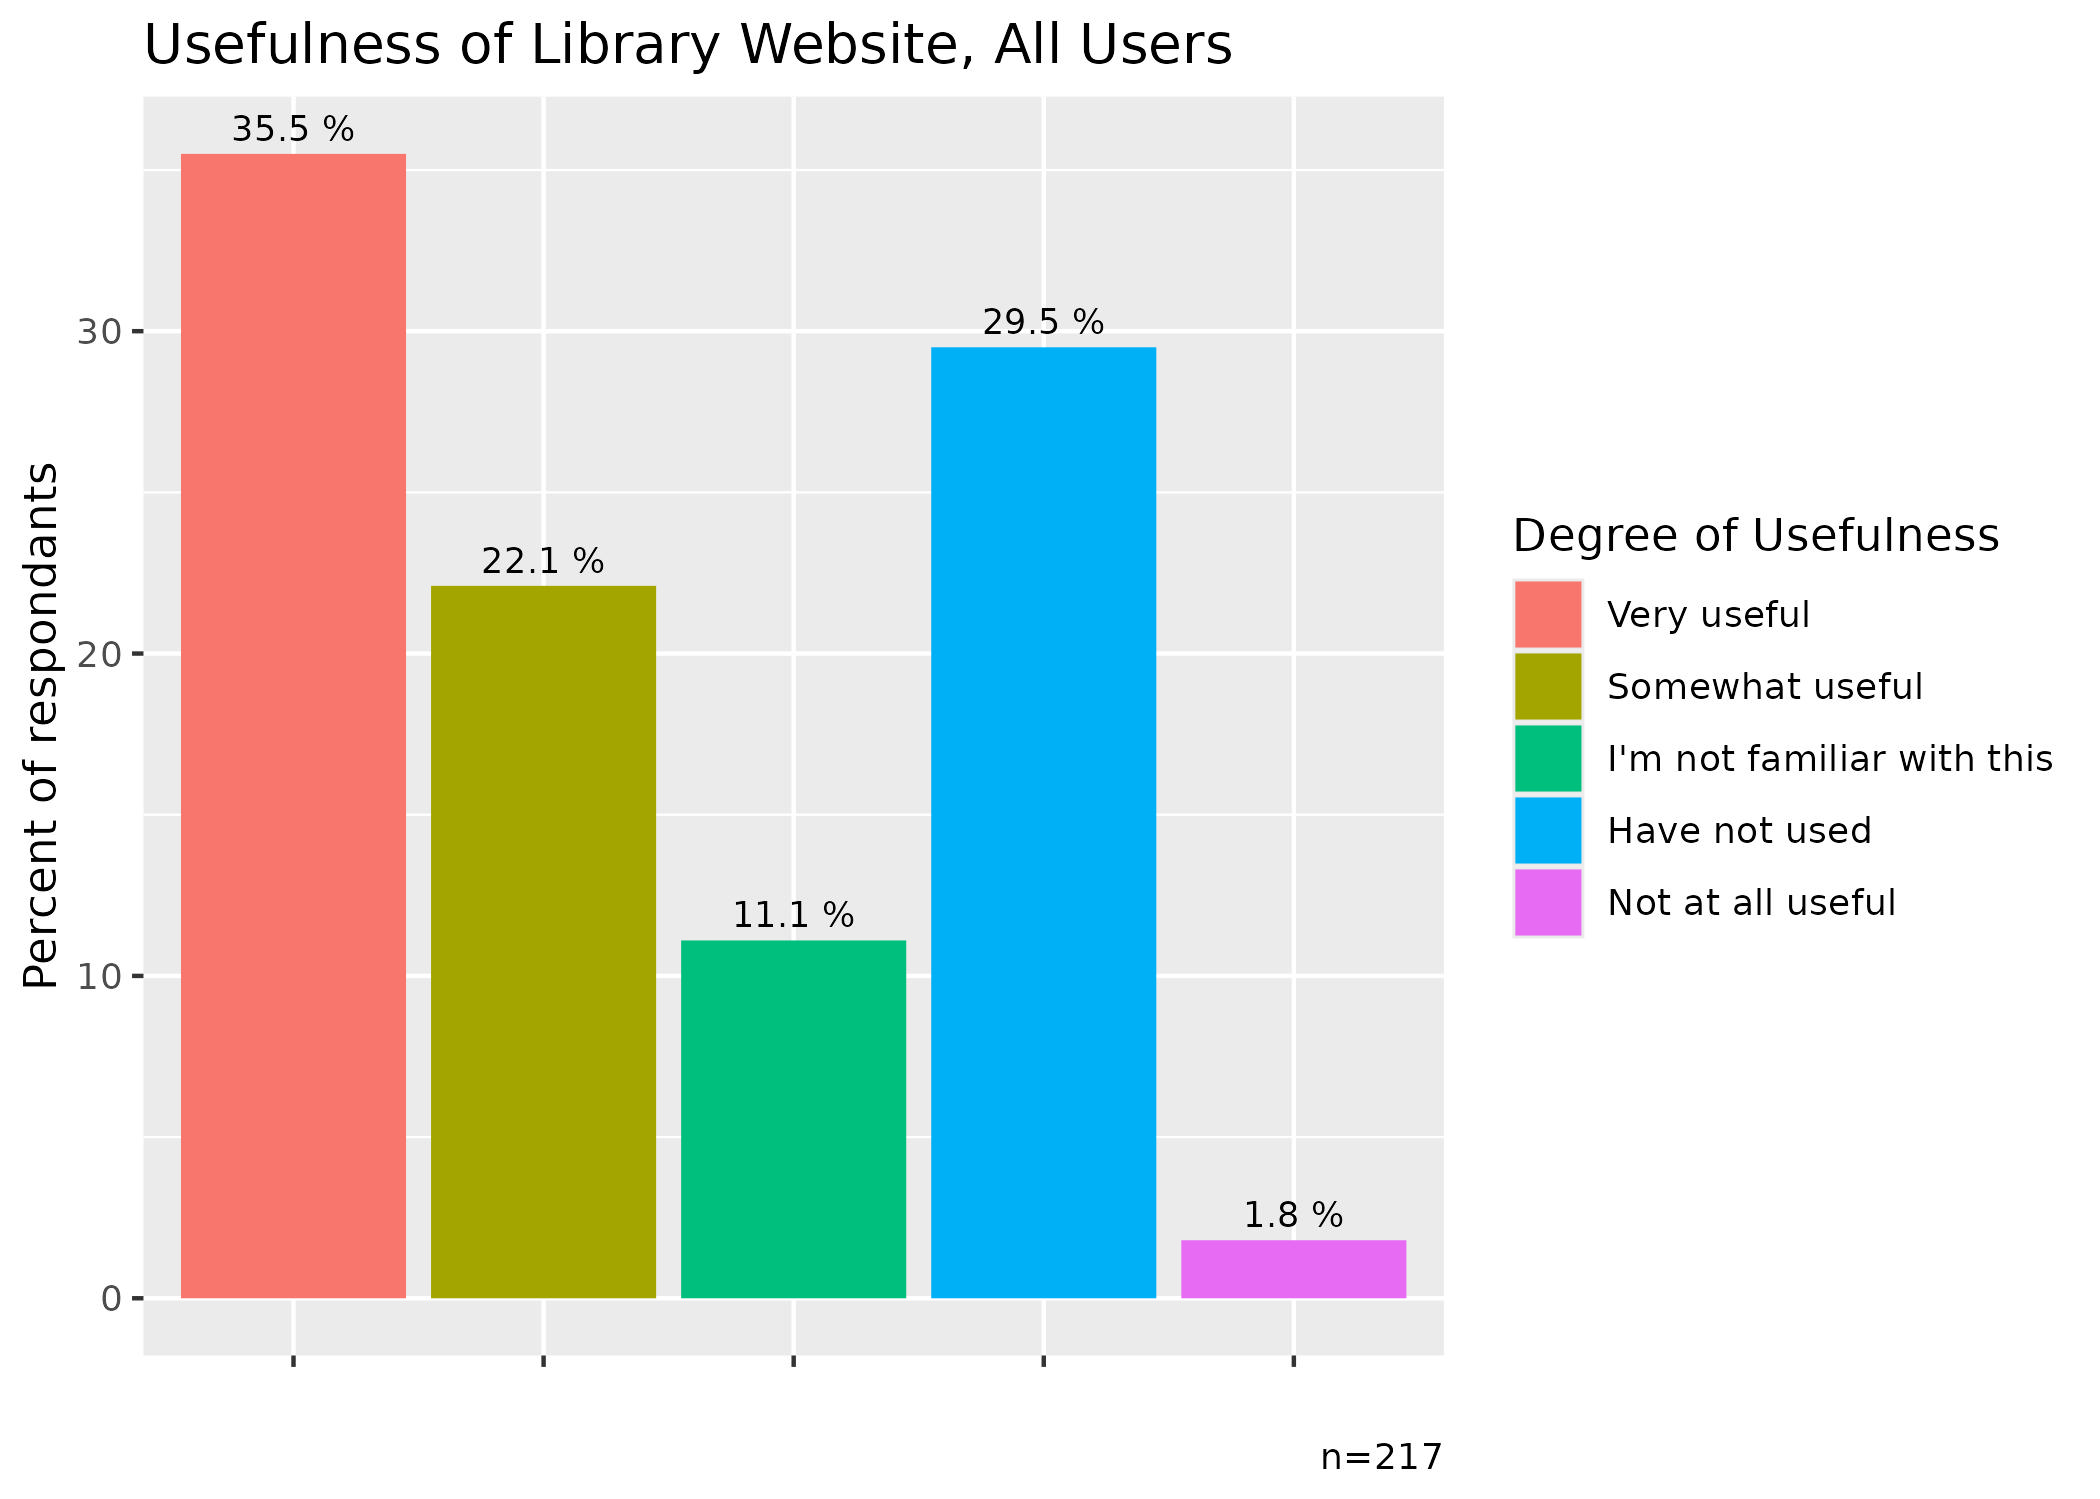 Usefulness of Library Website, All Users
Percent of respondants
30
20
10
0
35.5 %
22.1 %
11.1 %
29.5 %
1.8 %
Degree of Usefulness
Very useful
Somewhat useful
I'm not familiar with this
Have not used
Not at all useful
n=217